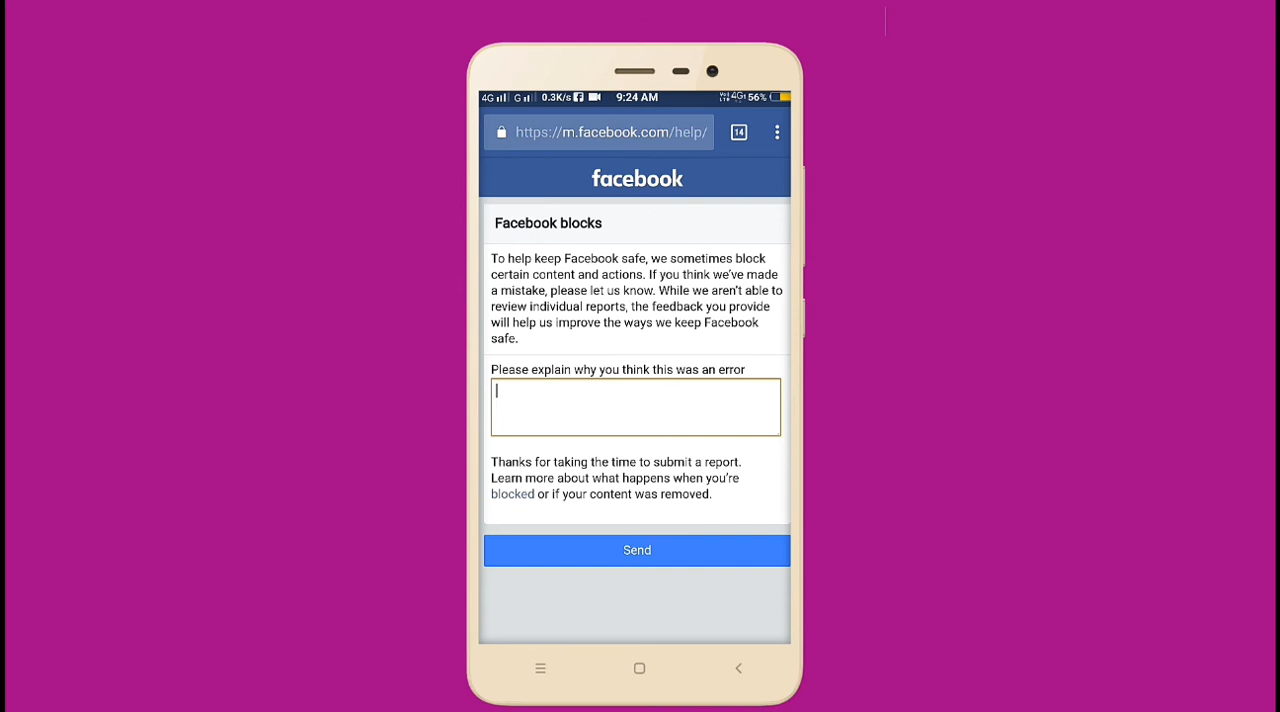 4G G 0.3K/s 9:24 AM 4G 56%
https://m.facebook.com/help/ 14
facebook
Facebook blocks
To help keep Facebook safe, we sometimes block
certain content and actions. If you think we've made
a mistake, please let us know. While we aren't able to
review individual reports, the feedback you provide
will help us improve the ways we keep Facebook
safe.
Please explain why you think this was an error
Thanks for taking the time to submit a report.
Learn more about what happens when you're
blocked or if your content was removed.
Send